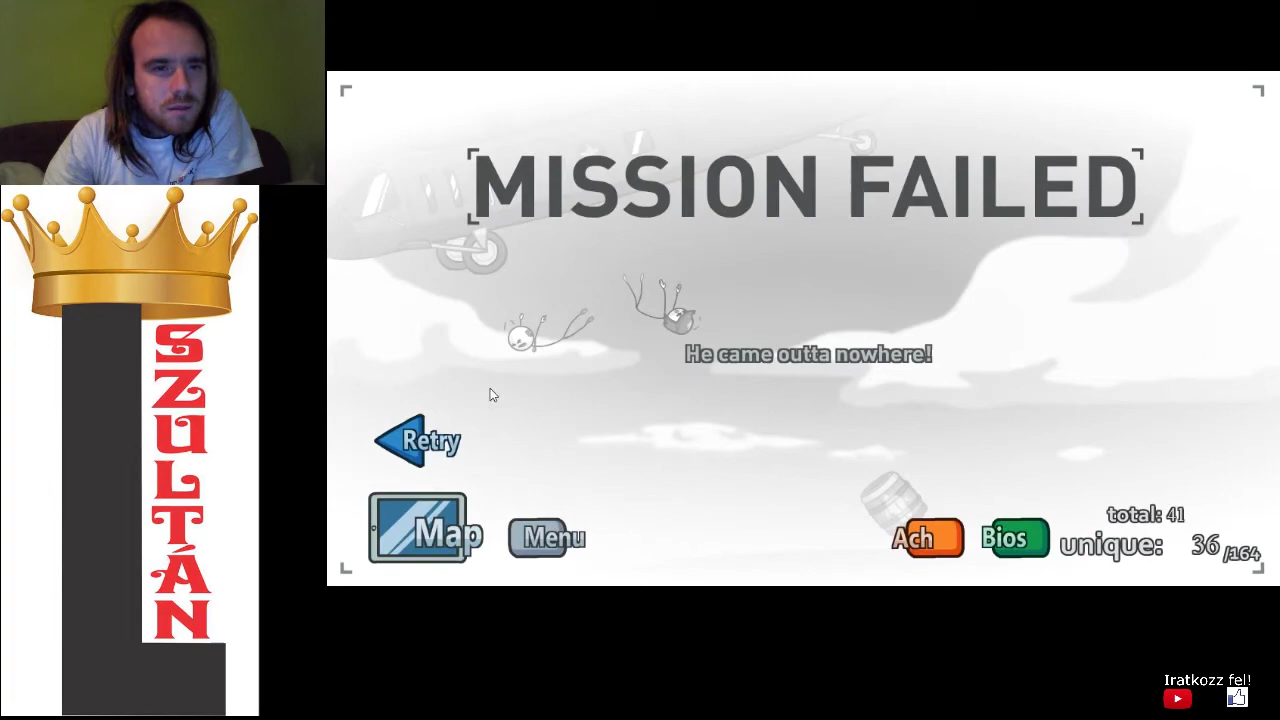 MISSION FAILED
He came outta nowhere!
Retry
Map
Menu
Ach
Bios
total: 41
unique: 36 /164
L
SZULTÁN
Iratkozz fel!